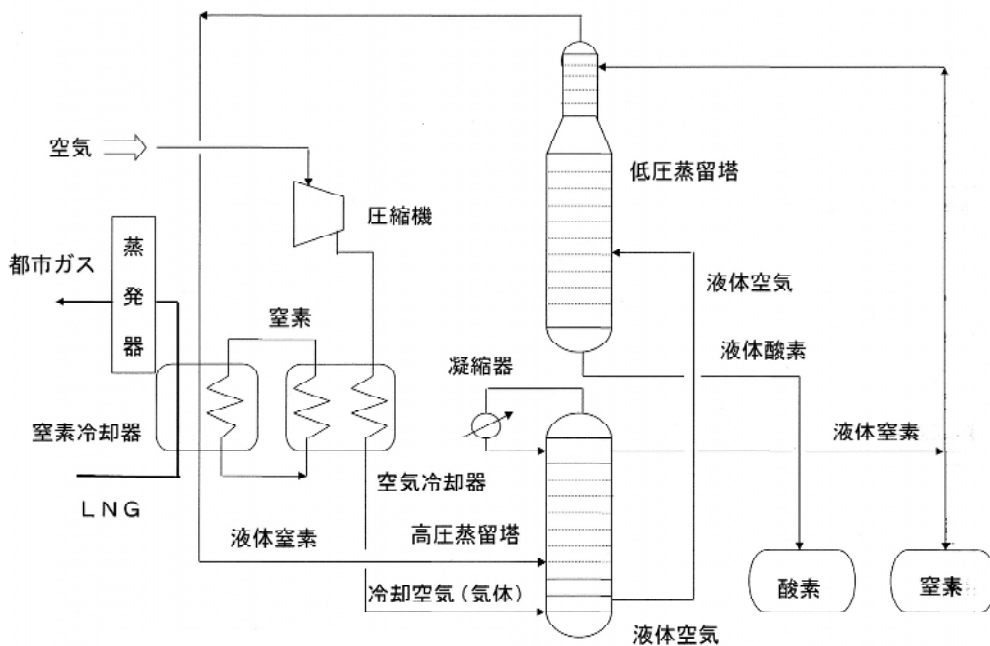 空気
低圧蒸留塔
圧縮機
蒸発器
都市ガス
液体空気
窒素
液体酸素
凝縮器
窒素冷却器
液体窒素
空気冷却器
LNG
液体窒素
高圧蒸留塔
冷却空気(気休)
酸素
窒素
液体空気